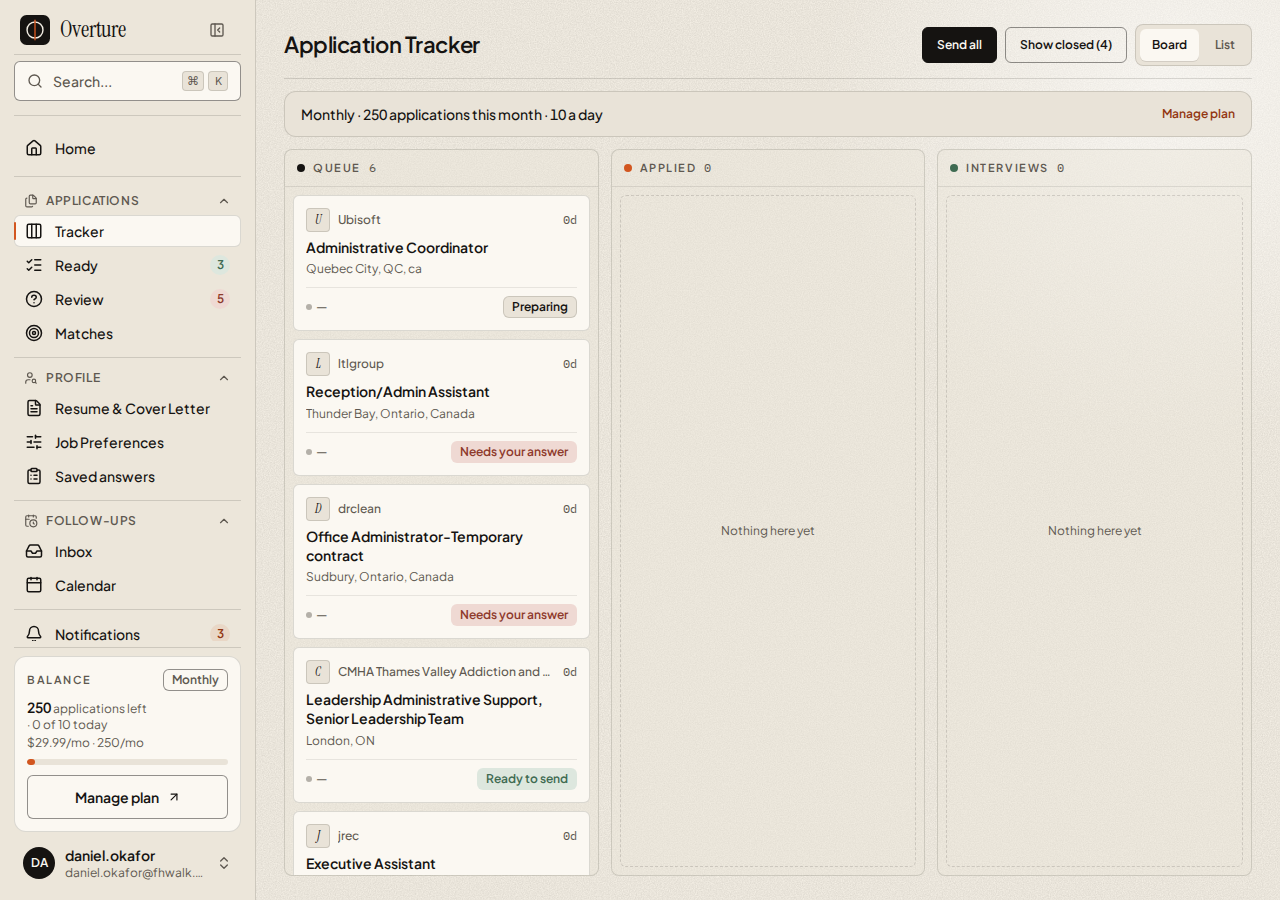 Overture
Search...
⌘ K
Home
APPLICATIONS
Tracker
Ready 3
Review 5
Matches
PROFILE
Resume & Cover Letter
Job Preferences
Saved answers
FOLLOW-UPS
Inbox
Calendar
Notifications 3
BALANCE Monthly
250 applications left
· 0 of 10 today
$29.99/mo · 250/mo
Manage plan
DA
daniel.okafor
daniel.okafor@fhwalk....
Application Tracker
Send all
Show closed (4)
Board
List
Monthly · 250 applications this month · 10 a day
Manage plan
QUEUE 6
U Ubisoft 0d
Administrative Coordinator
Quebec City, QC, ca
— Preparing
L ltlgroup 0d
Reception/Admin Assistant
Thunder Bay, Ontario, Canada
— Needs your answer
D drclean 0d
Office Administrator-Temporary
contract
Sudbury, Ontario, Canada
— Needs your answer
C CMHA Thames Valley Addiction and ... 0d
Leadership Administrative Support,
Senior Leadership Team
London, ON
— Ready to send
J jrec 0d
Executive Assistant
APPLIED 0
Nothing here yet
INTERVIEWS 0
Nothing here yet